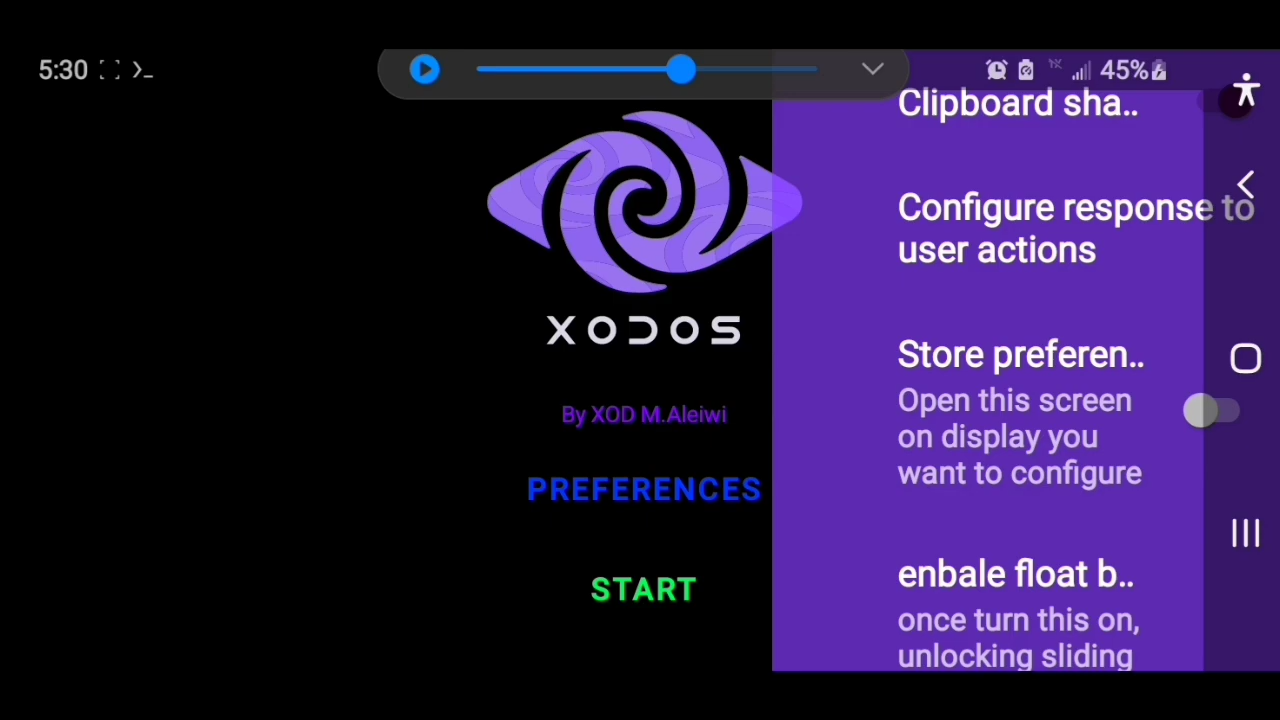 5:30
45%
Clipboard sha..
Configure response to
user actions
XODOS
Store preferen..
Open this screen
on display you
want to configure
By XOD M.Aleiwi
PREFERENCES
START
enbale float b..
once turn this on,
unlocking sliding